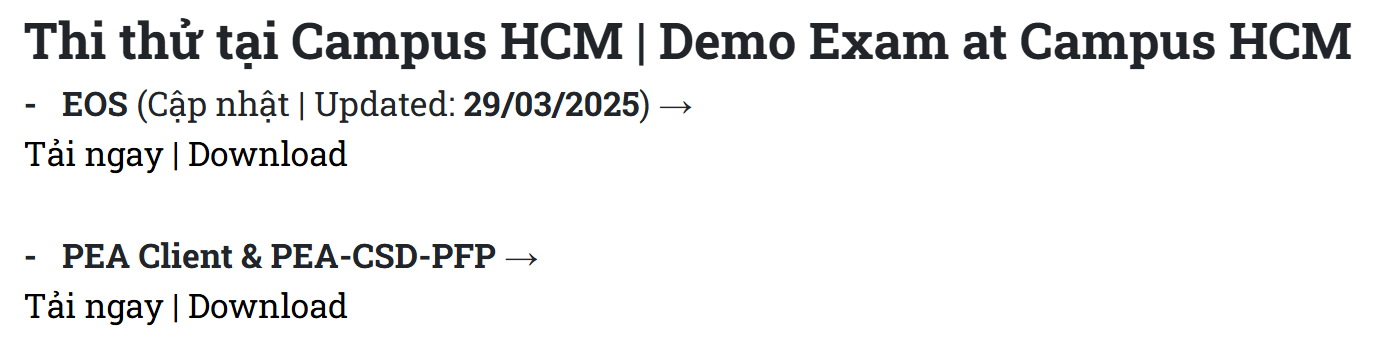 Thi thử tại Campus HCM | Demo Exam at Campus HCM
- EOS (Cập nhật | Updated: 29/03/2025) →
Tải ngay | Download
- PEA Client & PEA-CSD-PFP →
Tải ngay | Download